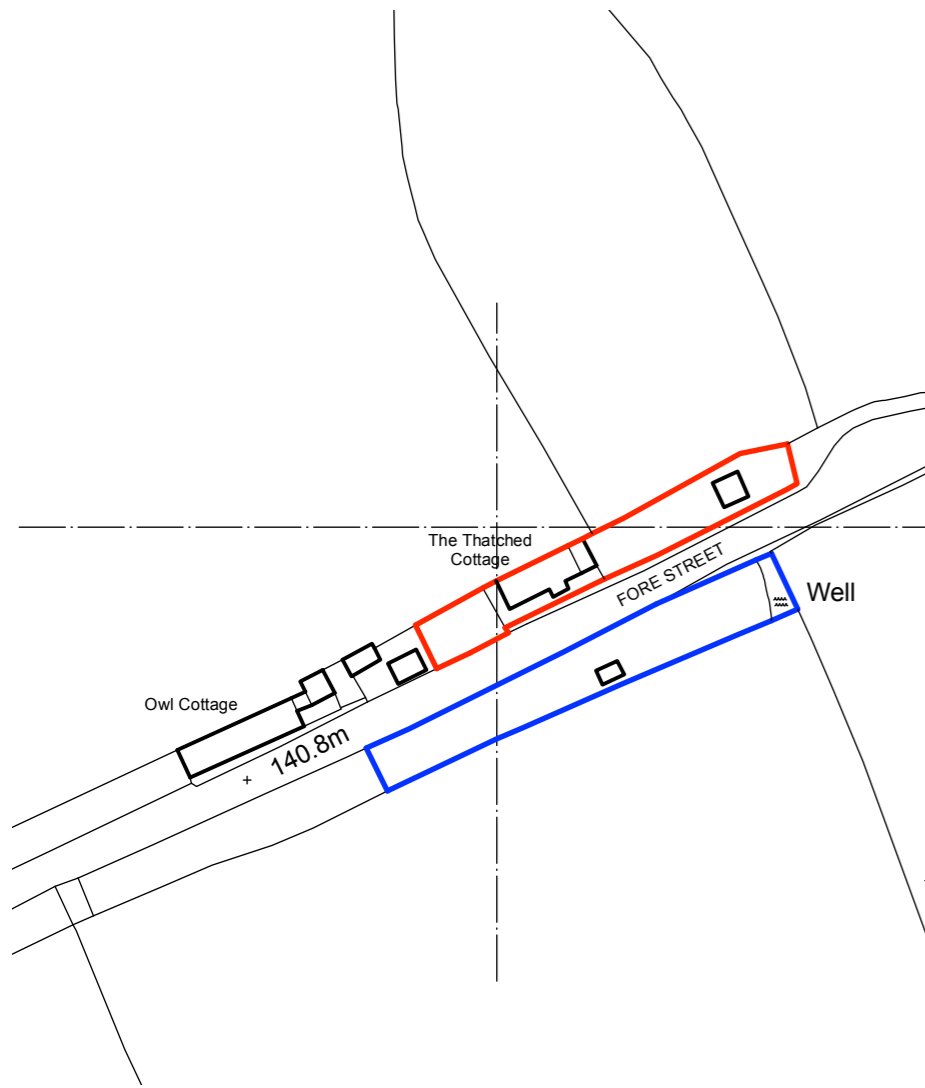 The Thatched
Cottage
FORE STREET
Well
Owl Cottage
140.8m